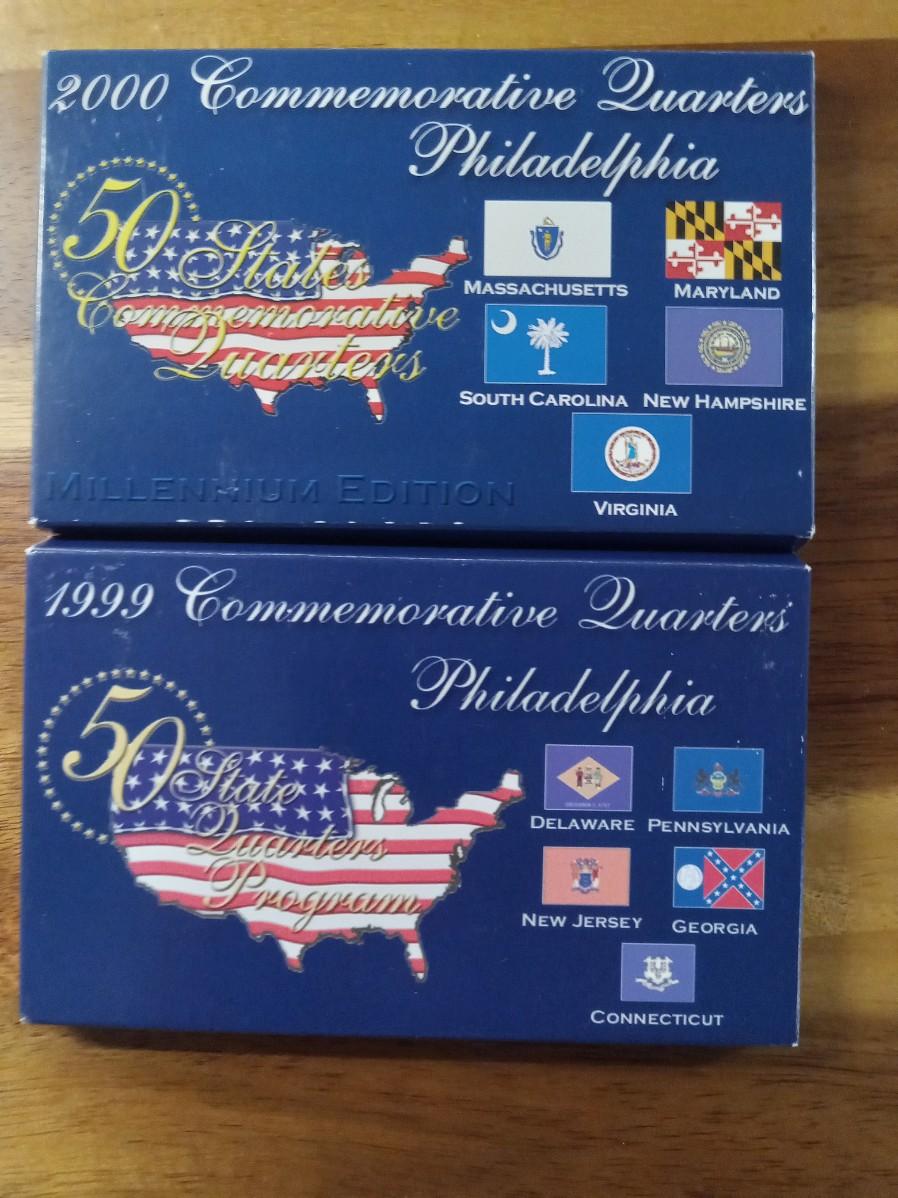 2000 Commemorative Quarters
Philadelphia
50 States
Commemorative
Quarters
MASSACHUSETTS MARYLAND
SOUTH CAROLINA NEW HAMPSHIRE
VIRGINIA
MILLENNIUM EDITION
1999 Commemorative Quarters
Philadelphia
50 State
Quarters
Program
DELAWARE PENNSYLVANIA
NEW JERSEY GEORGIA
CONNECTICUT